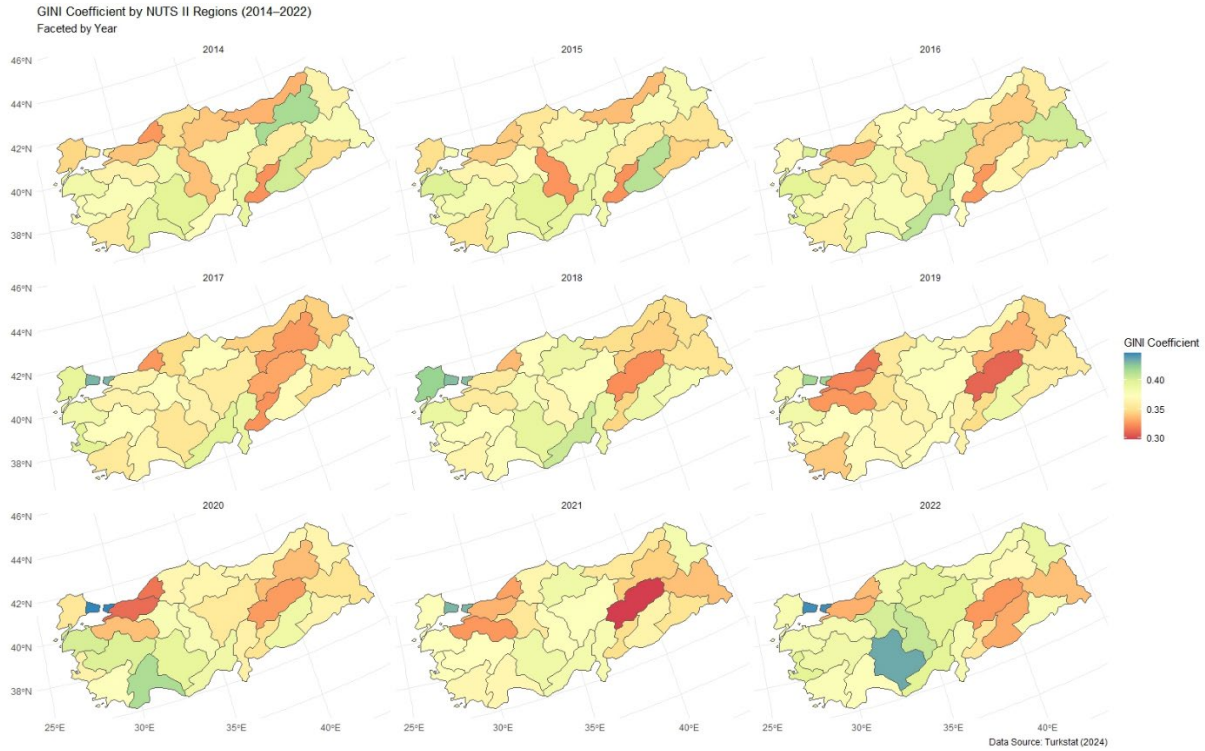 GINI Coefficient by NUTS II Regions (2014–2022)
Faceted by Year
2014
2015
2016
46°N
44°N
42°N
40°N
38°N
2017
2018
2019
46°N
44°N
42°N
40°N
38°N
GINI Coefficient
0.40
0.35
0.30
2020
2021
2022
46°N
44°N
42°N
40°N
38°N
25°E 30°E 35°E 40°E 25°E 30°E 35°E 40°E 25°E 30°E 35°E 40°E
Data Source: Turkstat (2024)